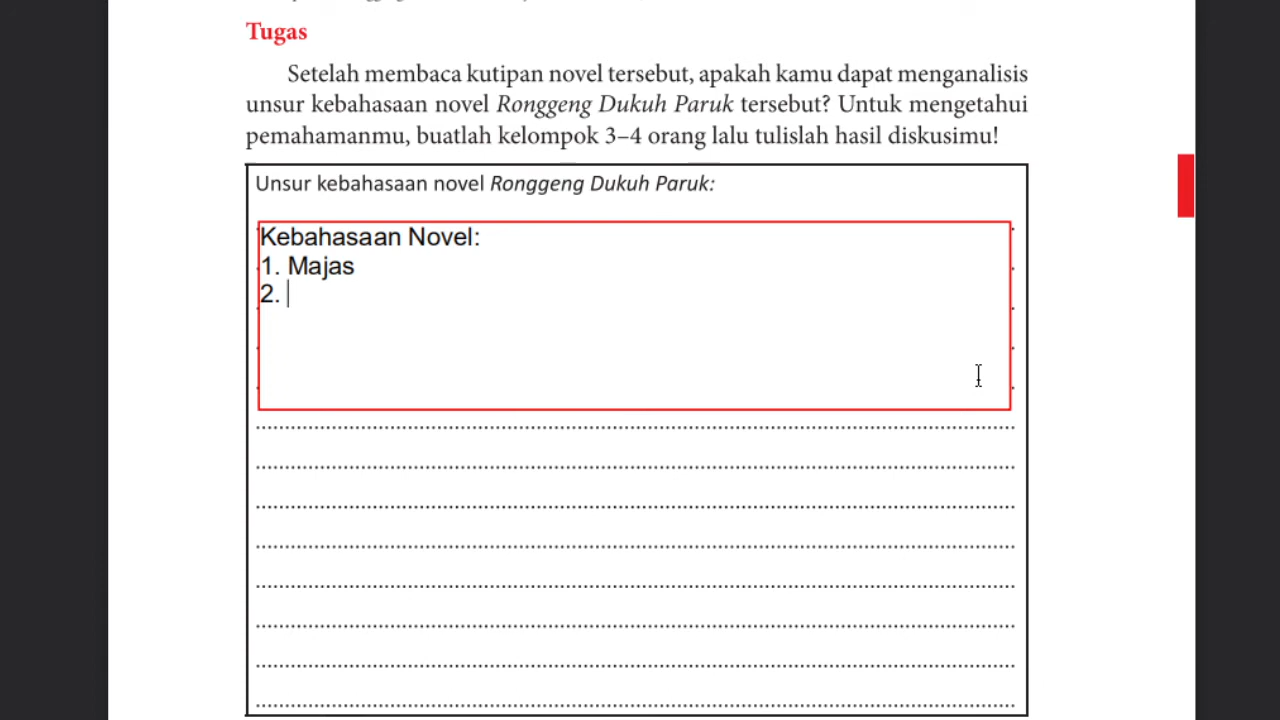 Tugas
Setelah membaca kutipan novel tersebut, apakah kamu dapat menganalisis
unsur kebahasaan novel Ronggeng Dukuh Paruk tersebut? Untuk mengetahui
pemahamanmu, buatlah kelompok 3–4 orang lalu tulislah hasil diskusimu!
Unsur kebahasaan novel Ronggeng Dukuh Paruk:
Kebahasaan Novel:
1. Majas
2.